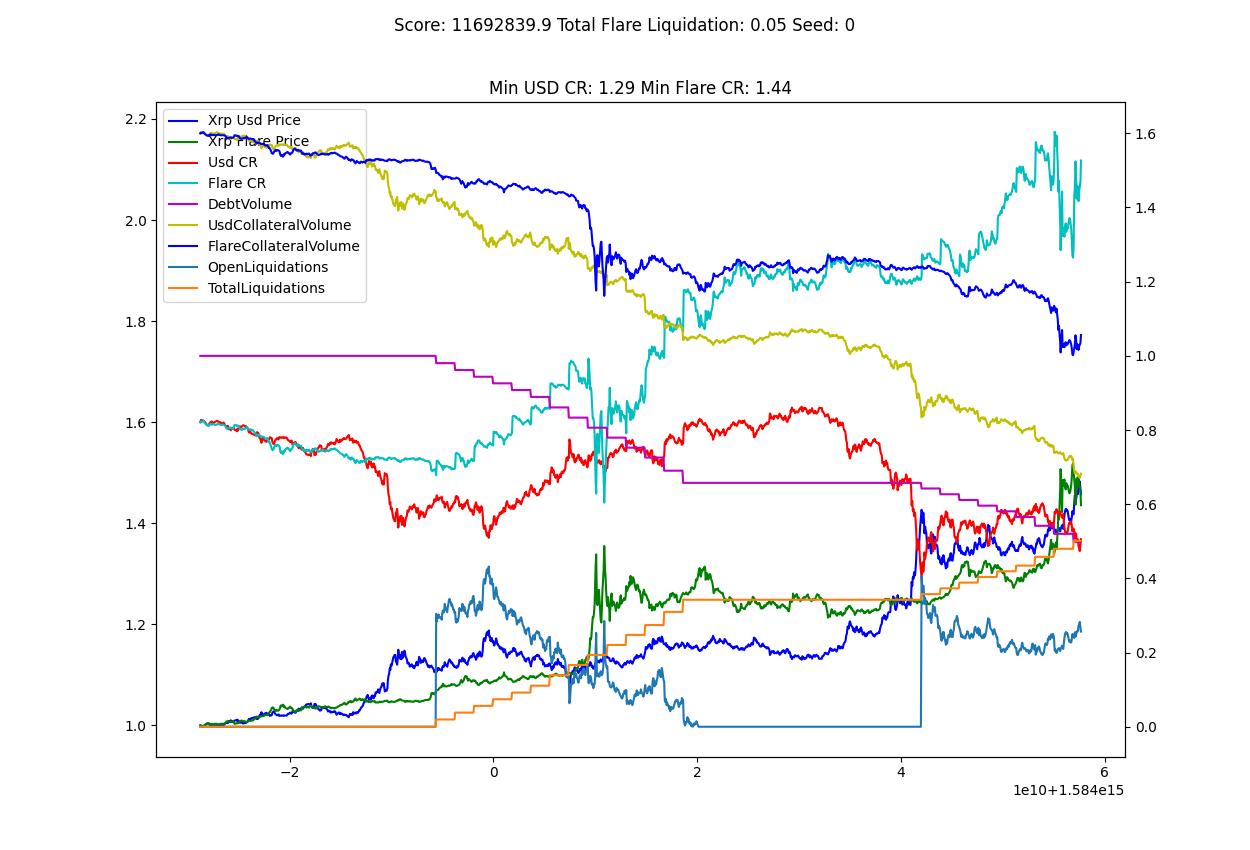 Score: 11692839.9 Total Flare Liquidation: 0.05 Seed: 0
Min USD CR: 1.29 Min Flare CR: 1.44
Xrp Usd Price
Xrp Flare Price
Usd CR
Flare CR
DebtVolume
UsdCollateralVolume
FlareCollateralVolume
OpenLiquidations
TotalLiquidations
2.2
2.0
1.8
1.6
1.4
1.2
1.0
1.6
1.4
1.2
1.0
0.8
0.6
0.4
0.2
0.0
−2 0 2 4 6
1e10+1.584e15